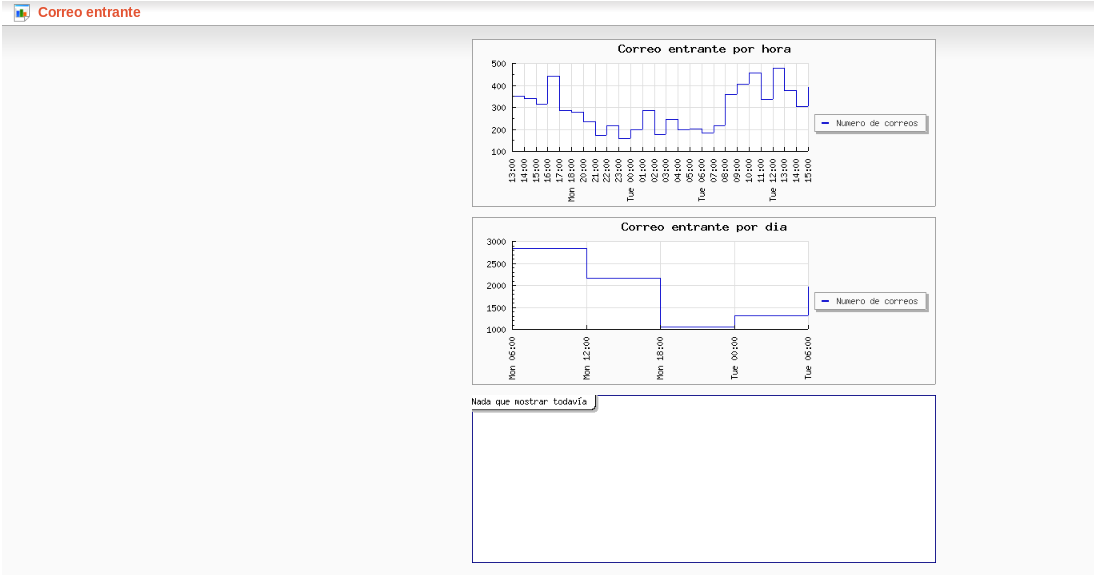 Correo entrante
Correo entrante por hora
500
400
300
200
100
13:00
14:00
15:00
16:00
17:00
Mon 18:00
20:00
21:00
22:00
23:00
Tue 00:00
01:00
02:00
03:00
04:00
05:00
Tue 06:00
07:00
08:00
09:00
10:00
11:00
Tue 12:00
13:00
14:00
15:00
Numero de correos
Correo entrante por dia
3000
2500
2000
1500
1000
Mon 06:00
Mon 12:00
Mon 18:00
Tue 00:00
Tue 06:00
Numero de correos
Nada que mostrar todavía